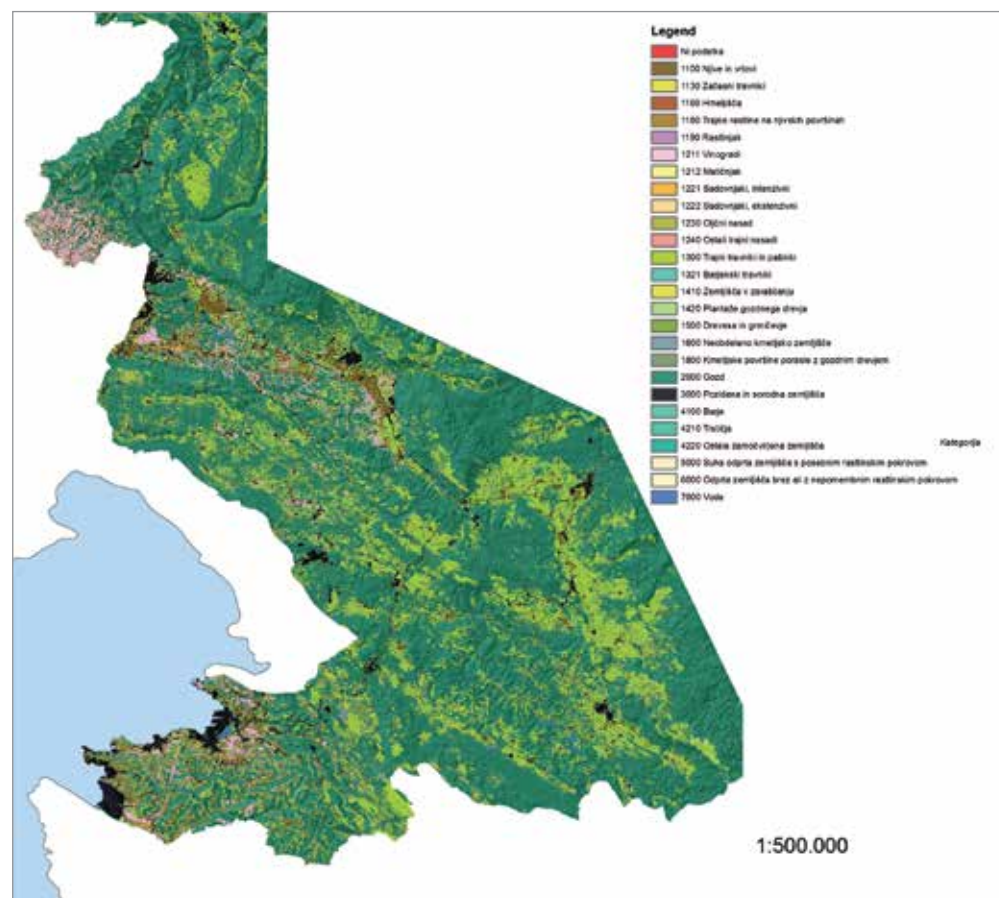 Legend
Ni podatka
1100 Njive in vrtovi
1130 Začasni travniki
1160 Hmeljišča
1180 Trajne rastline na njivskih površinah
1190 Rastlinjak
1211 Vinogradi
1212 Matičnjak
1221 Sadovnjaki, intenzivni
1222 Sadovnjaki, ekstenzivni
1230 Oljčni nasad
1240 Ostali trajni nasadi
1300 Trajni travniki in pašniki
1321 Barjanski travniki
1410 Zemljišča v zaraščanju
1420 Plantaže gozdnega drevja
1500 Drevesa in grmičevje
1600 Neobdelano kmetijsko zemljišče
1800 Kmetijske površine porasle z gozdnim drevjem
2000 Gozd
3000 Pozidana in sorodna zemljišča
4100 Barje
4210 Trstičja
4220 Ostala zamočvirjena zemljišča
Kategorija
5000 Suha odprta zemljišča s posebnim rastlinskim pokrovom
6000 Odprta zemljišča brez ali z nepomembnim rastlinskim pokrovom
7000 Vode
1:500.000